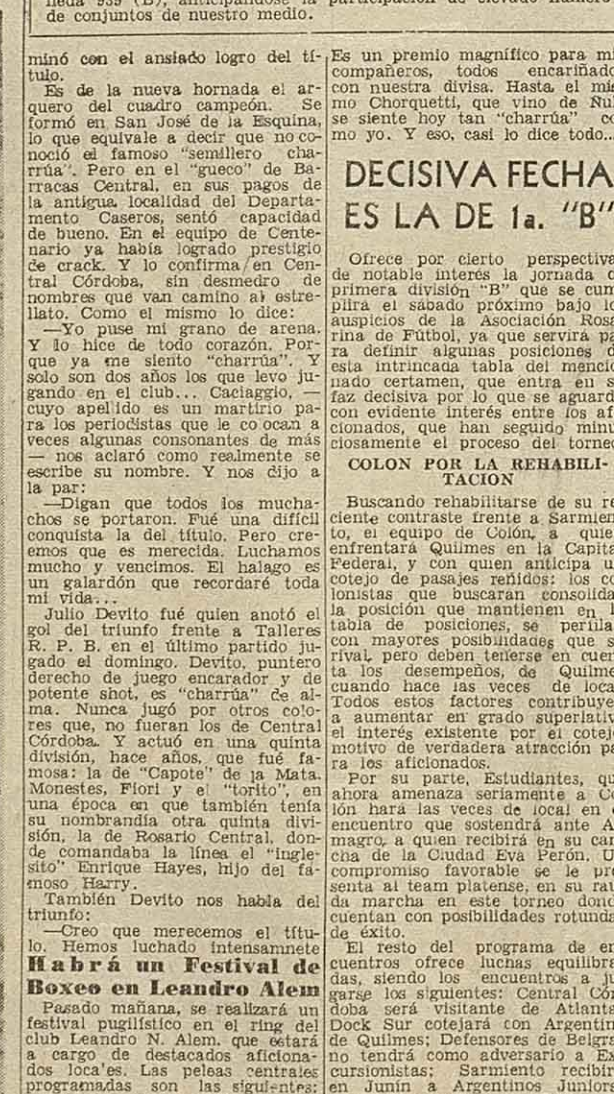 de conjuntos de nuestro medio.
minó con el ansiado logro del tí-
tulo.
Es de la nueva hornada el ar-
quero del cuadro campeón. Se
formó en San José de la Esquina,
lo que equivale a decir que no co-
noció el famoso "semillero cha-
rrúa". Pero en el "gueco" de Ba-
rracas Central, en sus pagos de
la antigua localidad del Departa-
mento Caseros, sentó capacidad
de bueno. En el equipo de Cente-
nario ya había logrado prestigio
de crack. Y lo confirma en Cen-
tral Córdoba, sin desmedro de
nombres que van camino al estre-
llato. Como el mismo lo dice:
—Yo puse mi grano de arena.
Y lo hice de todo corazón. Por-
que ya me siento "charrúa". Y
solo son dos años los que levo ju-
gando en el club... Caciaggio, —
cuyo apellido es un martirio pa-
ra los periodistas que le co ocan a
veces algunas consonantes de más
— nos aclaró como realmente se
escribe su nombre. Y nos dijo a
la par:
—Digan que todos los mucha-
chos se portaron. Fué una difícil
conquista la del título. Pero cre-
emos que es merecida. Luchamos
mucho y vencimos. El halago es
un galardón que recordaré toda
mi vida...
Julio Devito fué quien anotó el
gol del triunfo frente a Talleres
R. P. B. en el último partido ju-
gado el domingo. Devito, puntero
derecho de juego encarador y de
potente shot, es "charrúa" de al-
ma. Nunca jugó por otros colo-
res que, no fueran los de Central
Córdoba. Y actuó en una quinta
división, hace años, que fué fa-
mosa: la de "Capote" de la Mata.
Monestes, Fiori y el "torito", en
una época en que también tenía
su nombrandía otra quinta divi-
sión, la de Rosario Central, don-
de comandaba la línea el "ingle-
sito" Enrique Hayes, hijo del fa-
moso Harry.
También Devito nos habla del
triunfo:
—Creo que merecemos el títu-
lo. Hemos luchado intensamnete
Habrá un Festival de
Boxeo en Leandro Alem
Pasado mañana, se realizará un
festival pugilístico en el ring del
club Leandro N. Alem. que estará
a cargo de destacados aficiona-
dos loca'es. Las peleas centrales
programadas son las siguientes:
Es un premio magnífico para mi
compañeros, todos encariñado
con nuestra divisa. Hasta el mis
mo Chorquetti, que vino de Ñu
se siente hoy tan "charrúa" co
mo yo. Y eso, casi lo dice todo...
DECISIVA FECHA
ES LA DE 1a. "B"
Ofrece por cierto perspectiva
de notable interés la jornada d
primera división "B" que se cum
plirá el sábado próximo bajo lo
auspicios de la Asociación Rosa
rina de Fútbol, ya que servirá pa
ra definir algunas posiciones d
esta intrincada tabla del mencio
nado certamen, que entra en s
faz decisiva por lo que se aguard
con evidente interés entre los af
cionados, que han seguido minu
ciosamente el proceso del torneo
COLON POR LA REHABILI-
TACION
Buscando rehabilitarse de su re
ciente contraste frente a Sarmien
to, el equipo de Colón, a quie
enfrentará Quilmes en la Capita
Federal, y con quien anticipa u
cotejo de pasajes reñidos: los co
lonistas que buscaran consolida
la posición que mantienen en l
tabla de posiciones, se perfila
con mayores posibilidades que s
rival, pero deben tenerse en cuen
ta los desempeños, de Quilme
cuando hace las veces de loca
Todos estos factores contribuye
a aumentar en grado superlativ
el interés existente por el cotej
motivo de verdadera atracción pa
ra los aficionados.
Por su parte, Estudiantes, qu
ahora amenaza seriamente a Co
lón hará las veces de local en e
encuentro que sostendrá ante A
magro, a quien recibirá en su can
cha de la Ciudad Eva Perón. U
compromiso favorable se le pre
senta al team platense, en su rau
da marcha en este torneo dond
cuentan con posibilidades rotunda
de éxito.
El resto del programa de en
cuentros ofrece luchas equilibra
das, siendo los encuentros a ju
garse los siguientes: Central Cór
doba será visitante de Atlanta
Dock Sur cotejará con Argentin
de Quilmes; Defensores de Belgra
no tendrá como adversario a Ex
cursionistas; Sarmiento recibir
en Junín a Argentinos Juniors